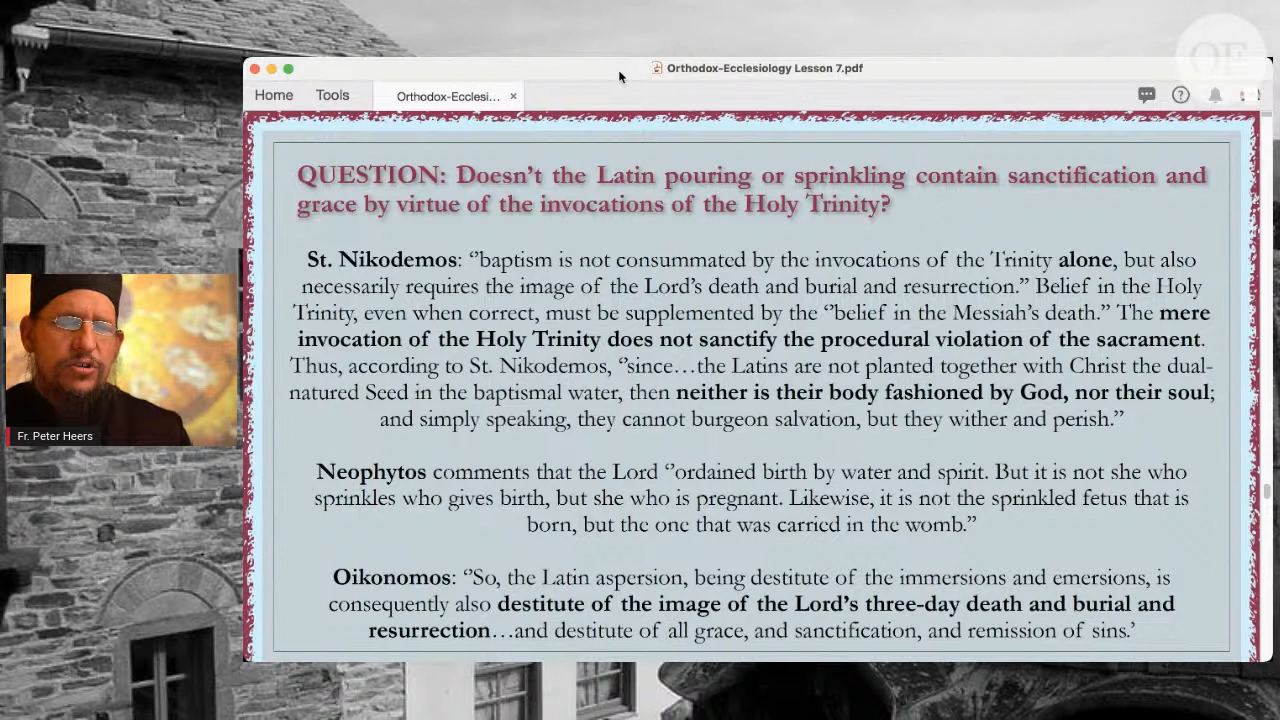 OE
Orthodox-Ecclesiology Lesson 7.pdf
Home Tools Orthodox-Ecclesi... ×
QUESTION: Doesn't the Latin pouring or sprinkling contain sanctification and
grace by virtue of the invocations of the Holy Trinity?
St. Nikodemos: "baptism is not consummated by the invocations of the Trinity alone, but also
necessarily requires the image of the Lord's death and burial and resurrection." Belief in the Holy
Trinity, even when correct, must be supplemented by the "belief in the Messiah's death." The mere
invocation of the Holy Trinity does not sanctify the procedural violation of the sacrament.
Thus, according to St. Nikodemos, "since…the Latins are not planted together with Christ the dual-
natured Seed in the baptismal water, then neither is their body fashioned by God, nor their soul;
and simply speaking, they cannot burgeon salvation, but they wither and perish."
Neophytos comments that the Lord "ordained birth by water and spirit. But it is not she who
sprinkles who gives birth, but she who is pregnant. Likewise, it is not the sprinkled fetus that is
born, but the one that was carried in the womb."
Oikonomos: "So, the Latin aspersion, being destitute of the immersions and emersions, is
consequently also destitute of the image of the Lord's three-day death and burial and
resurrection…and destitute of all grace, and sanctification, and remission of sins.'
Fr. Peter Heers